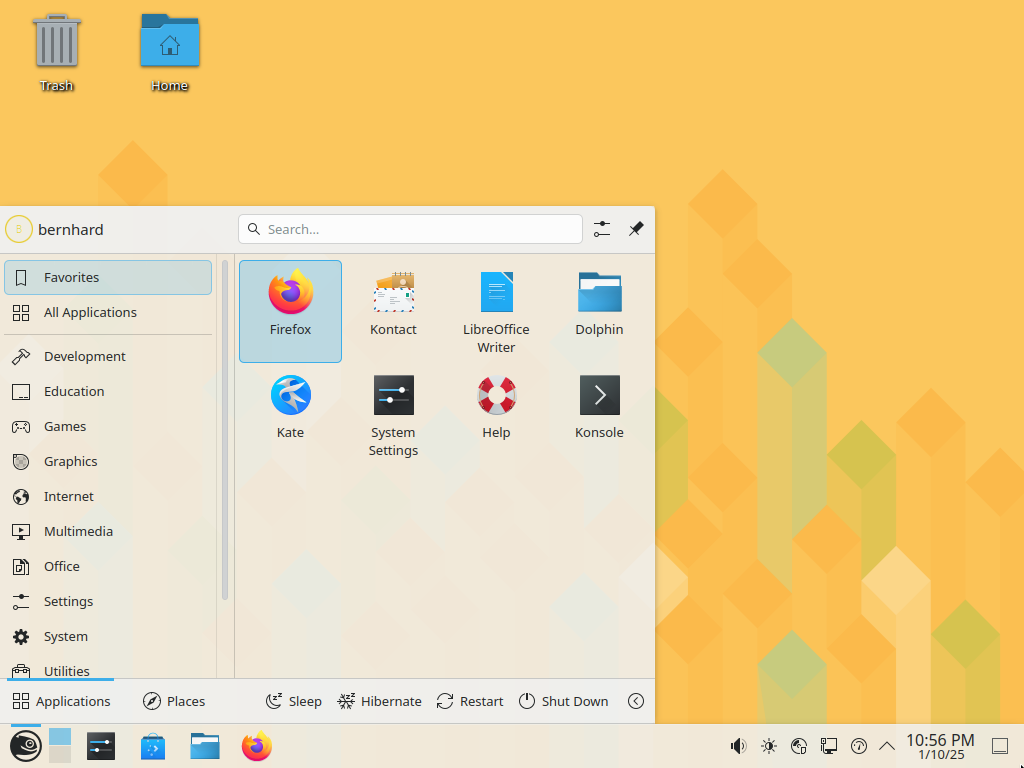 Trash
Home
B
bernhard
Search...
Favorites
All Applications
Development
Education
Games
Graphics
Internet
Multimedia
Office
Settings
System
Utilities
Firefox
Kontact
LibreOffice
Writer
Dolphin
Kate
System
Settings
Help
Konsole
Applications
Places
Sleep
Hibernate
Restart
Shut Down
10:56 PM
1/10/25